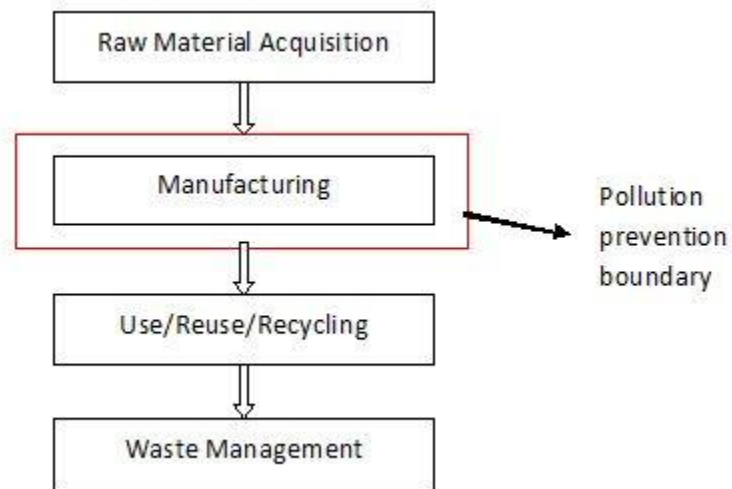 Raw Material Acquisition
Manufacturing
Pollution
prevention
boundary
Use/Reuse/Recycling
Waste Management